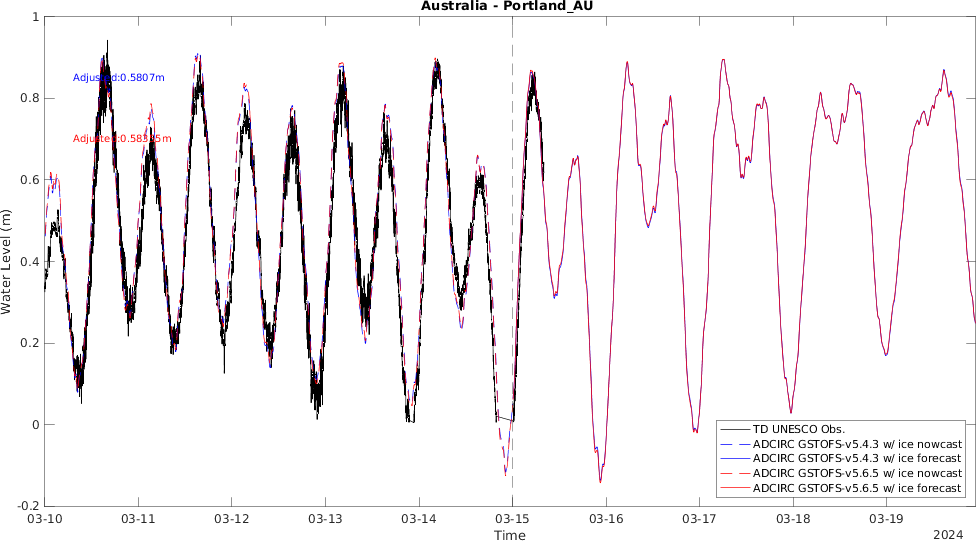 Australia - Portland_AU
Water Level (m)
1
0.8
0.6
0.4
0.2
0
-0.2
03-10
03-11
03-12
03-13
03-14
03-15
03-16
03-17
03-18
03-19
Time
2024
TD UNESCO Obs.
ADCIRC GSTOFS-v5.4.3 w/ ice nowcast
ADCIRC GSTOFS-v5.4.3 w/ ice forecast
ADCIRC GSTOFS-v5.6.5 w/ ice nowcast
ADCIRC GSTOFS-v5.6.5 w/ ice forecast